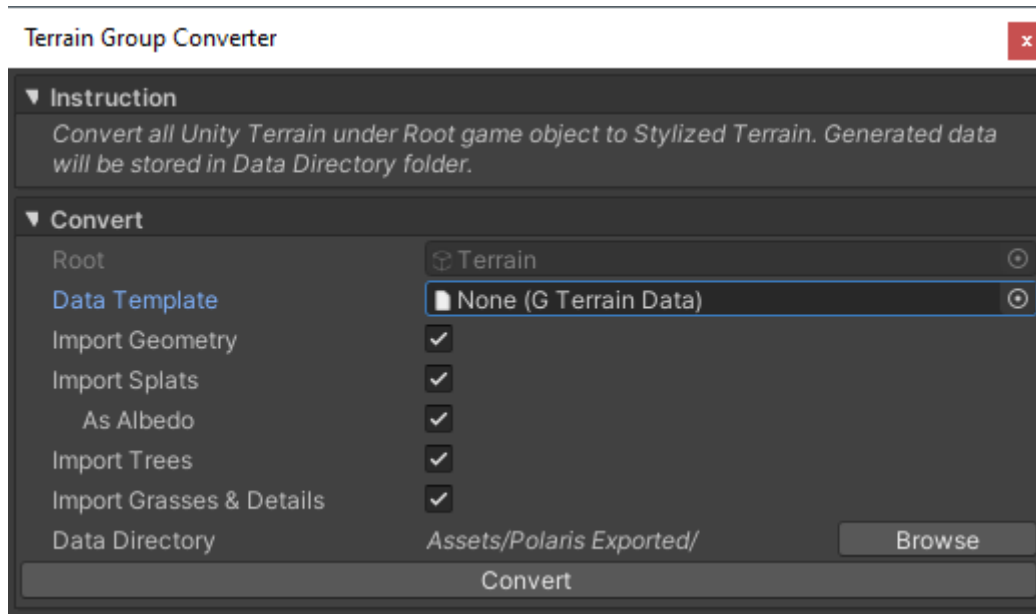 Terrain Group Converter
x
Instruction
Convert all Unity Terrain under Root game object to Stylized Terrain. Generated data
will be stored in Data Directory folder.
Convert
Root Terrain
Data Template None (G Terrain Data)
Import Geometry
Import Splats
As Albedo
Import Trees
Import Grasses & Details
Data Directory Assets/Polaris Exported/ Browse
Convert